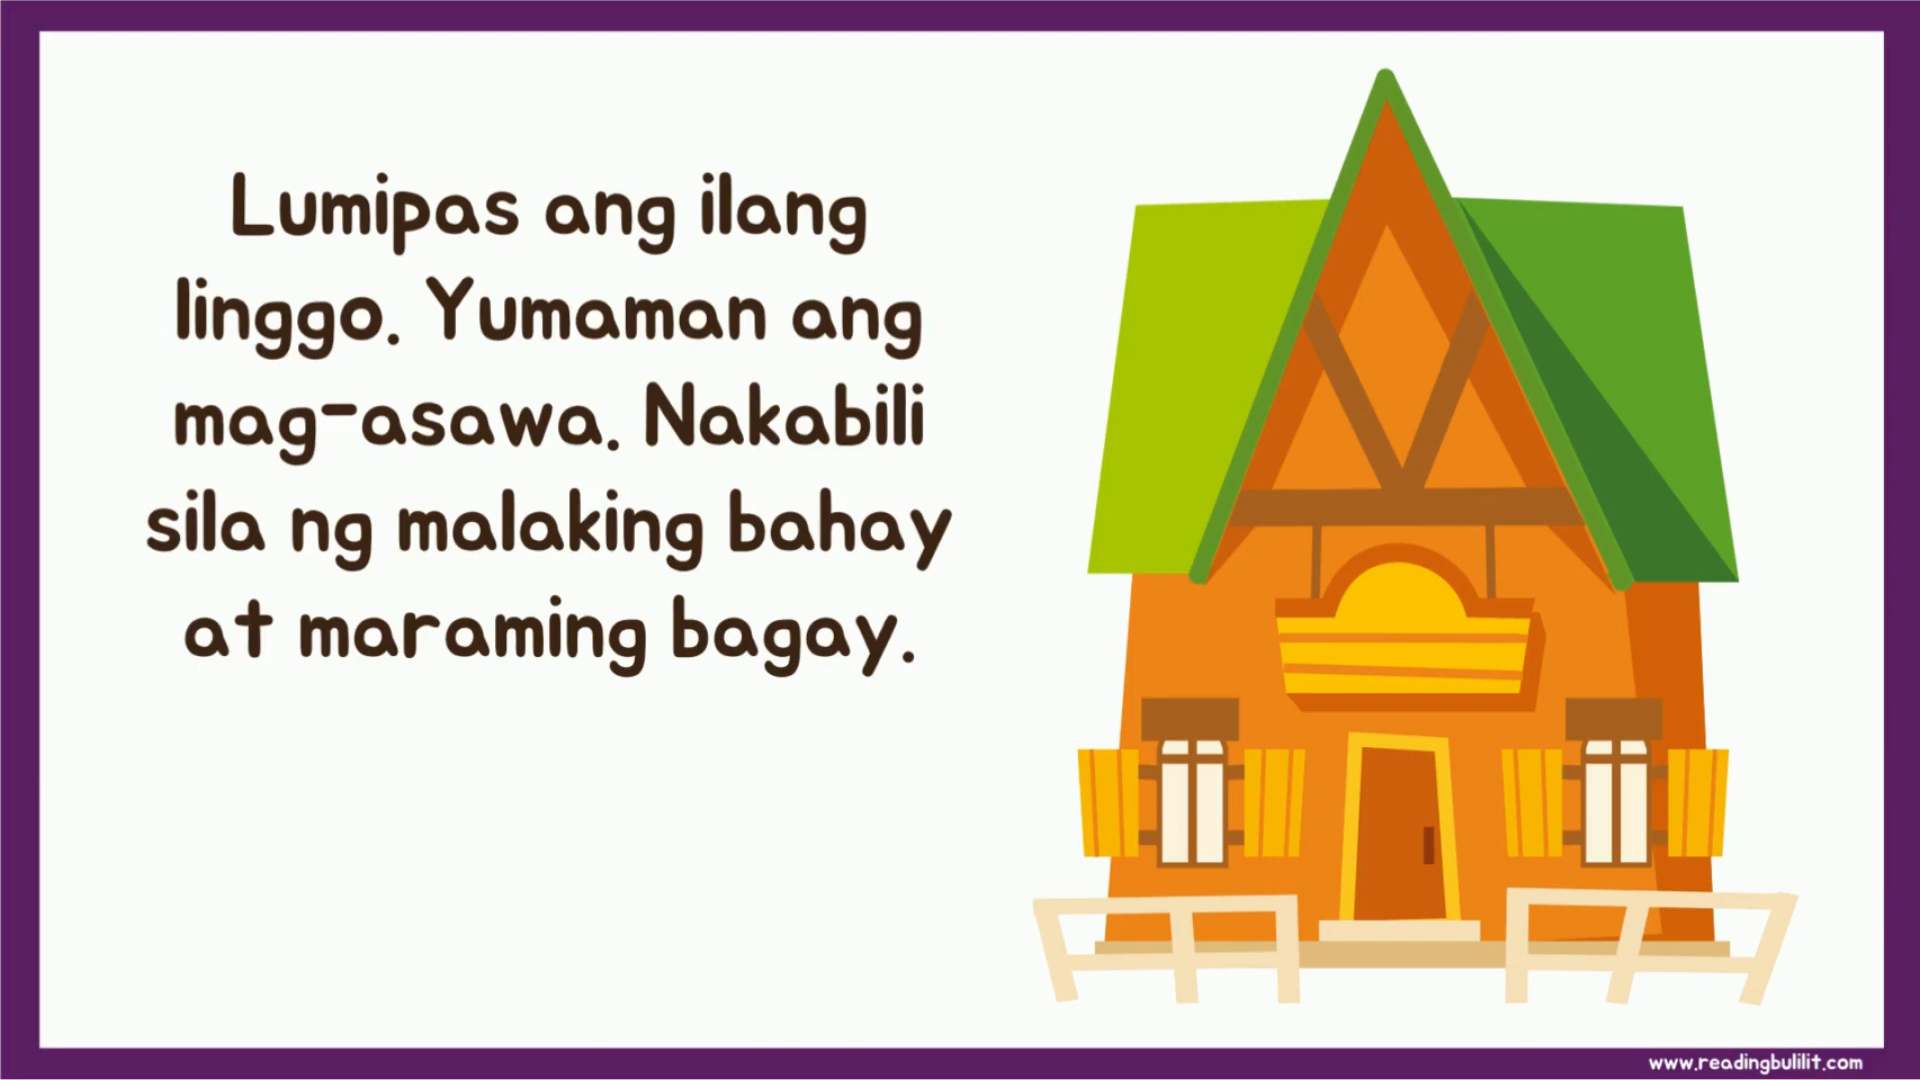 Lumipas ang ilang
linggo. Yumaman ang
mag-asawa. Nakabili
sila ng malaking bahay
at maraming bagay.
www.readingbulilit.com